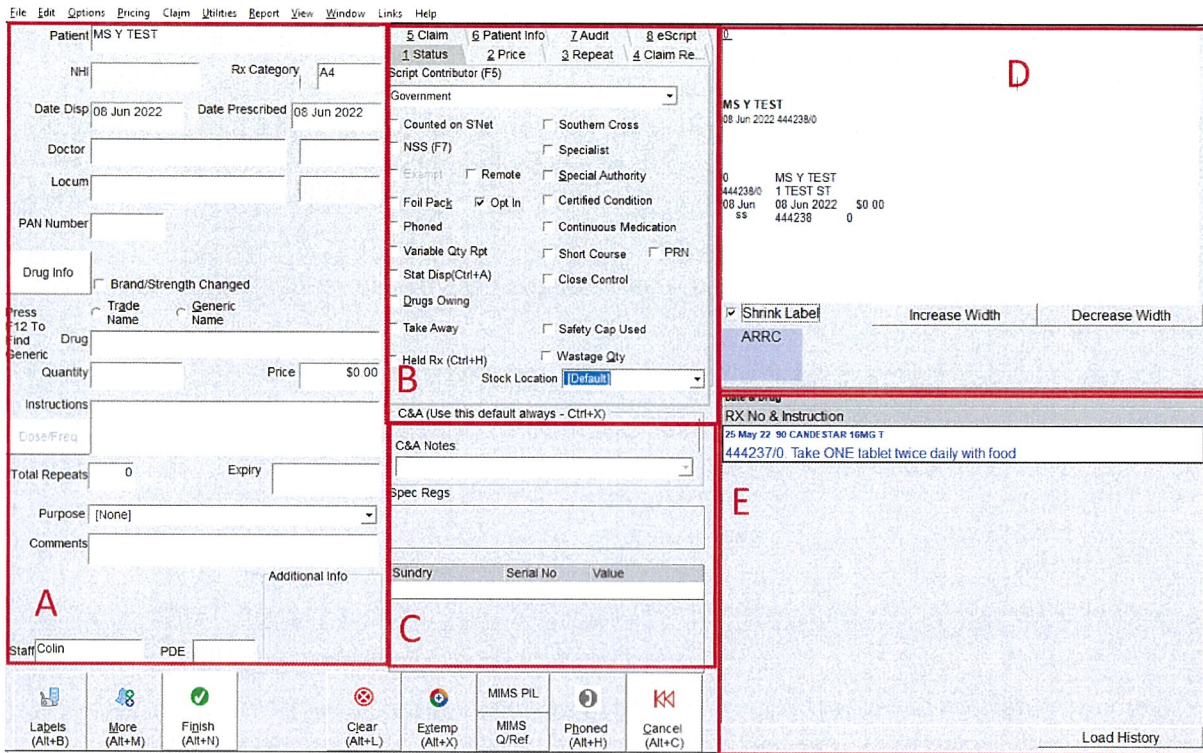 File Edit Options Pricing Claim Utilities Report View Window Links Help
Patient MS Y TEST
NHI Rx Category A4
Date Disp 08 Jun 2022 Date Prescribed 08 Jun 2022
Doctor
Locum
PAN Number
Drug Info
Brand/Strength Changed
Press F12 To Find Generic
Trade Name Generic Name
Drug
Quantity Price $0.00
Instructions
Dose/Freq
Total Repeats 0 Expiry
Purpose [None]
Comments
Additional Info
A
Staff Colin PDE
5 Claim 6 Patient Info 7 Audit 8 eScript
1 Status 2 Price 3 Repeat 4 Claim Re...
Script Contributor (F5)
Government
Counted on S'Net Southern Cross
NSS (F7) Specialist
Exempt Remote Special Authority
Foil Pack Opt In Certified Condition
Phoned Continuous Medication
Variable Qty Rpt Short Course PRN
Stat Disp(Ctrl+A) Close Control
Drugs Owing
Take Away Safety Cap Used
Held Rx (Ctrl+H) Wastage Qty
B
Stock Location [Default]
C&A (Use this default always - Ctrl+X)
C&A Notes:
Spec Regs
Sundry Serial No Value
C
0
D
MS Y TEST
08 Jun 2022 444238/0
0 MS Y TEST
444238/0 1 TEST ST
08 Jun 08 Jun 2022 $0 00
ss 444238 0
Shrink Label Increase Width Decrease Width
ARRC
Date & Drug
RX No & Instruction
25 May 22 90 CANDESTAR 16MG T
444237/0. Take ONE tablet twice daily with food
E
Labels (Alt+B)
More (Alt+M)
Finish (Alt+N)
Clear (Alt+L)
Extemp (Alt+X)
MIMS PIL
MIMS Q/Ref
Phoned (Alt+H)
Cancel (Alt+C)
Load History